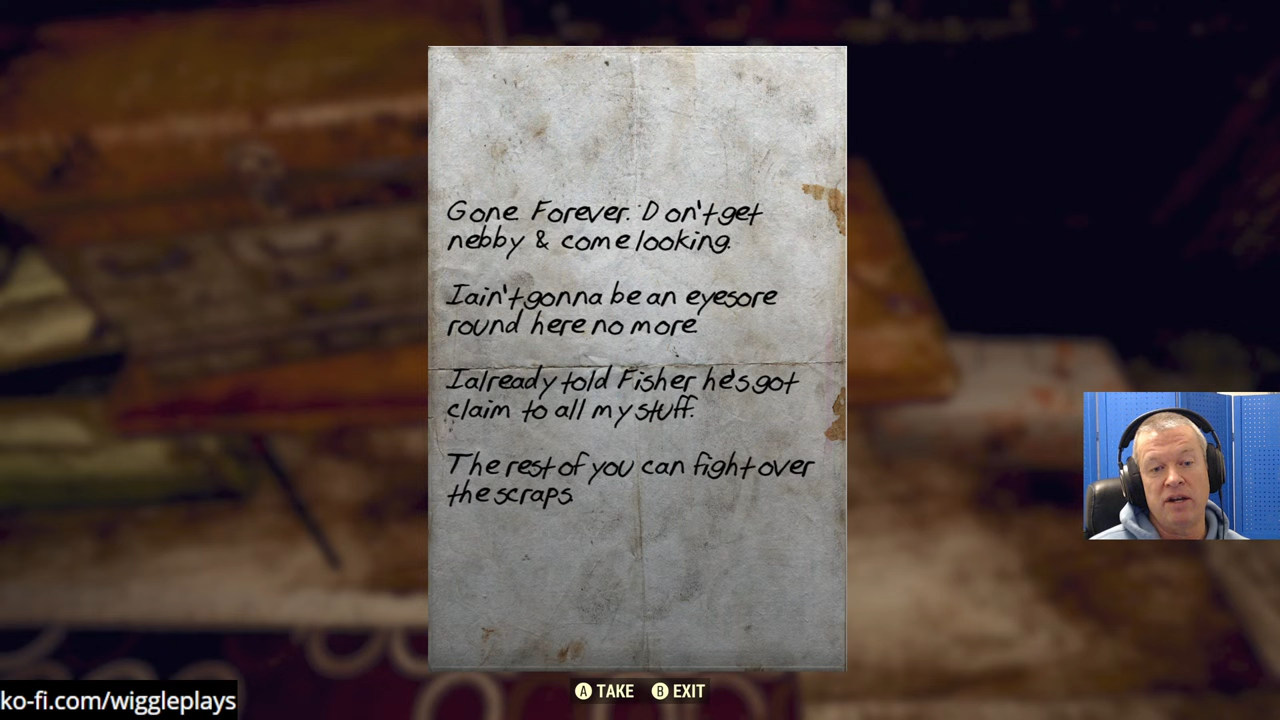 Gone Forever. Don't get
nebby & come looking.
I ain't gonna be an eyesore
round here no more
I already told Fisher he's got
claim to all my stuff.
The rest of you can fight over
the scraps
A TAKE B EXIT
ko-fi.com/wiggleplays